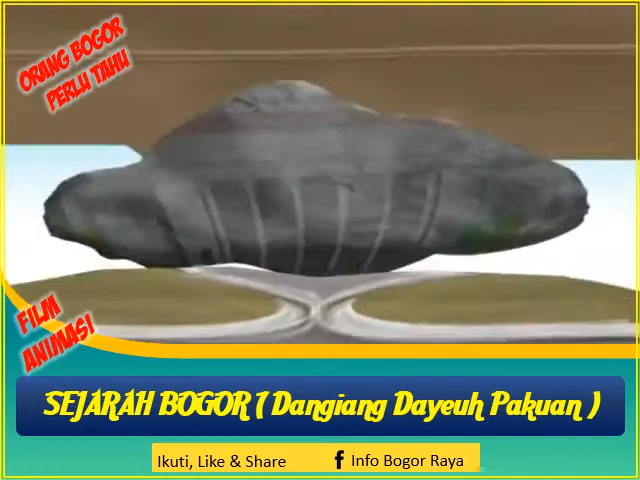 ORANG BOGOR
PERLU TAHU
FILM
ANIMASI
SEJARAH BOGOR ( Dangiang Dayeuh Pakuan )
Ikuti, Like & Share
f Info Bogor Raya